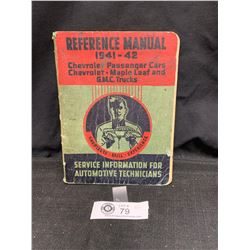 REFERENCE MANUAL
1941-42
Chevrolet Passenger Cars
Chevrolet - Maple Leaf and
G.M.C. Trucks
SERVICE INFORMATION FOR
AUTOMOTIVE TECHNICIANS
79